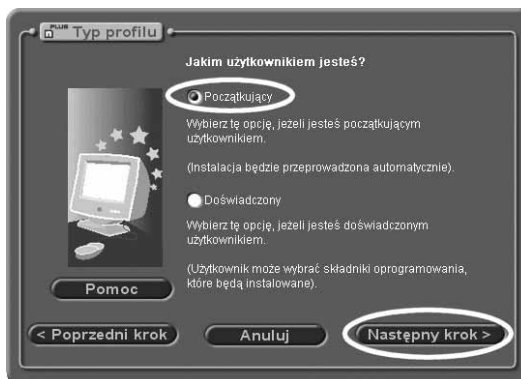 PLUS
n
Typ profilu
Jakim użytkownikiem jesteś?
Początkujący
Wybierz tę opcję, jeżeli jesteś początkującym
użytkownikiem.
(Instalacja będzie przeprowadzona automatycznie).
Doświadczony
Wybierz tę opcję, jeżeli jesteś doświadczonym
użytkownikiem.
(Użytkownik może wybrać składniki oprogramowania,
które będą instalowane).
Pomoc
< Poprzedni krok
Anuluj
Następny krok >